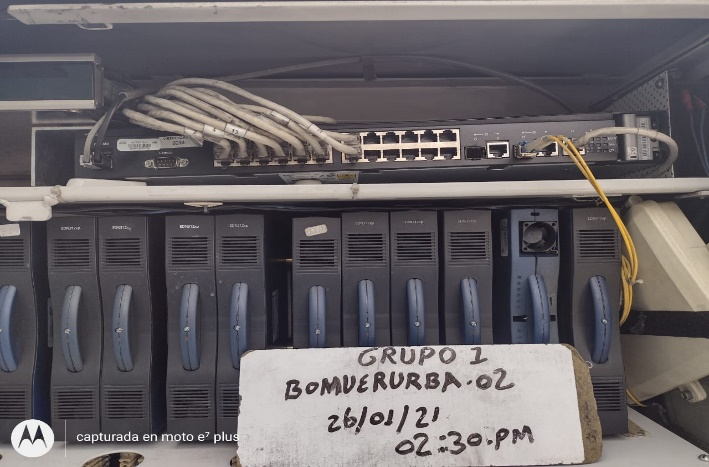 GRUPO 1
BOMUERURBA-02
26/01/21
02:30.PM
capturada en moto e⁷ plus